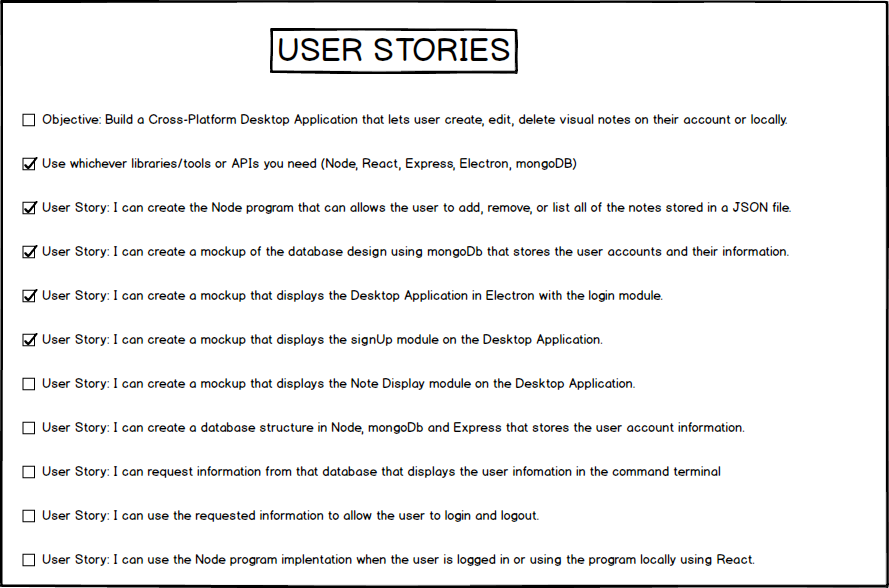 USER STORIES
Objective: Build a Cross-Platform Desktop Application that lets user create, edit, delete visual notes on their account or locally.
Use whichever libraries/tools or APIs you need (Node, React, Express, Electron, mongoDB)
User Story: I can create the Node program that can allows the user to add, remove, or list all of the notes stored in a JSON file.
User Story: I can create a mockup of the database design using mongoDb that stores the user accounts and their information.
User Story: I can create a mockup that displays the Desktop Application in Electron with the login module.
User Story: I can create a mockup that displays the signUp module on the Desktop Application.
User Story: I can create a mockup that displays the Note Display module on the Desktop Application.
User Story: I can create a database structure in Node, mongoDb and Express that stores the user account information.
User Story: I can request information from that database that displays the user infomation in the command terminal
User Story: I can use the requested information to allow the user to login and logout.
User Story: I can use the Node program implentation when the user is logged in or using the program locally using React.